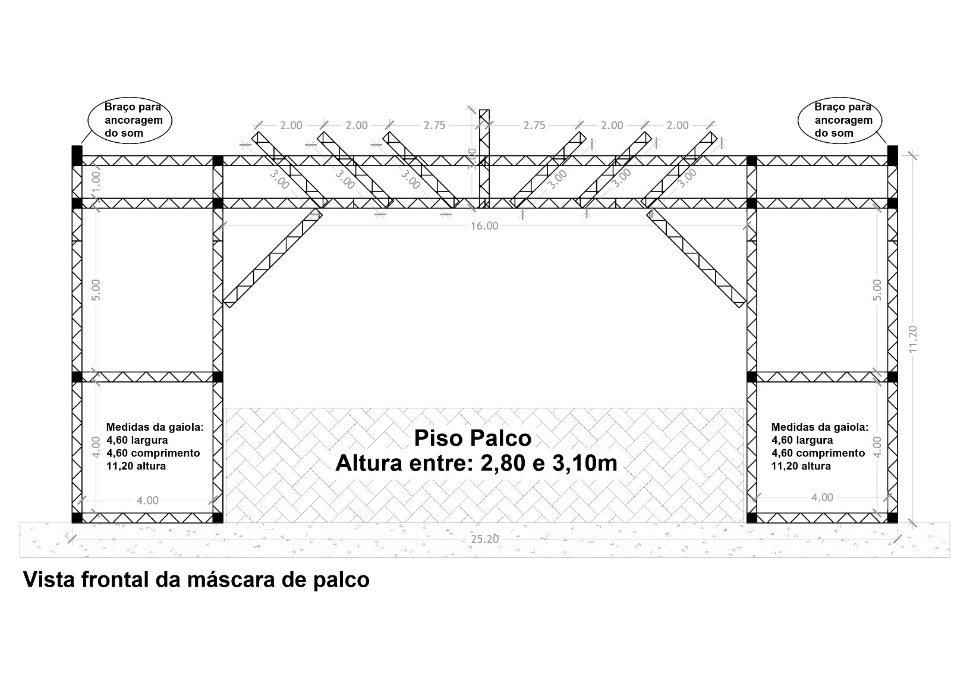 Braço para
ancoragem
do som
Braço para
ancoragem
do som
2.00
2.00
2.75
2.75
2.00
2.00
1.00
3.00
3.00
3.00
3.00
3.00
3.00
3.00
16.00
5.00
5.00
11.20
Medidas da gaiola:
4,60 largura
4,60 comprimento
11,20 altura
4.00
4.00
Piso Palco
Altura entre: 2,80 e 3,10m
Medidas da gaiola:
4,60 largura
4,60 comprimento
11,20 altura
4.00
4.00
25.20
Vista frontal da máscara de palco